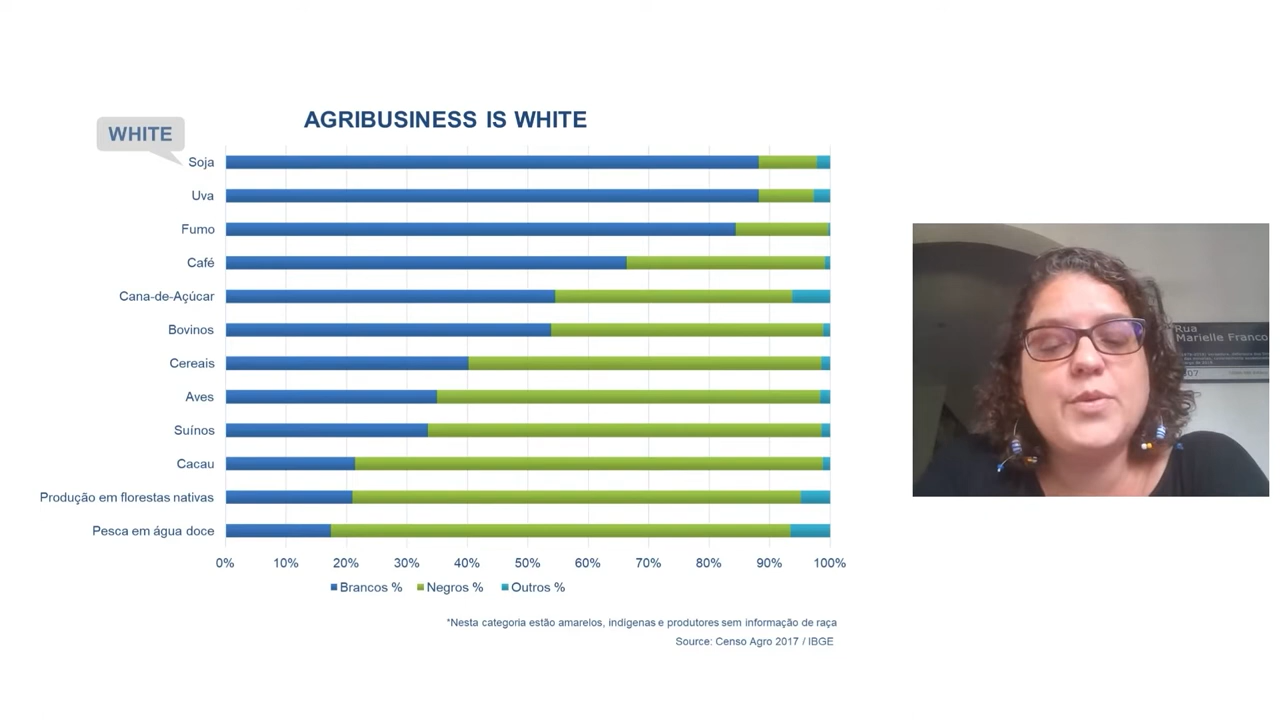 AGRIBUSINESS IS WHITE
WHITE
Soja
Uva
Fumo
Café
Cana-de-Açúcar
Bovinos
Cereais
Aves
Suínos
Cacau
Produção em florestas nativas
Pesca em água doce
0% 10% 20% 30% 40% 50% 60% 70% 80% 90% 100%
Brancos % Negros % Outros %
*Nesta categoria estão amarelos, indígenas e produtores sem informação de raça
Source: Censo Agro 2017 / IBGE
Rua
Marielle Franco